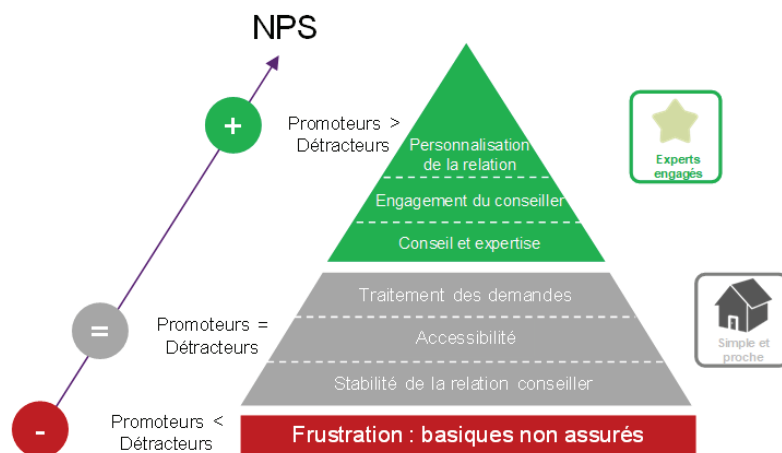 NPS
+
Promoteurs >
Détracteurs
Personnalisation
de la relation
Engagement du conseiller
Conseil et expertise
Experts
engagés
=
Promoteurs =
Détracteurs
Traitement des demandes
Accessibilité
Stabilité de la relation conseiller
Simple et
proche
-
Promoteurs <
Détracteurs
Frustration : basiques non assurés